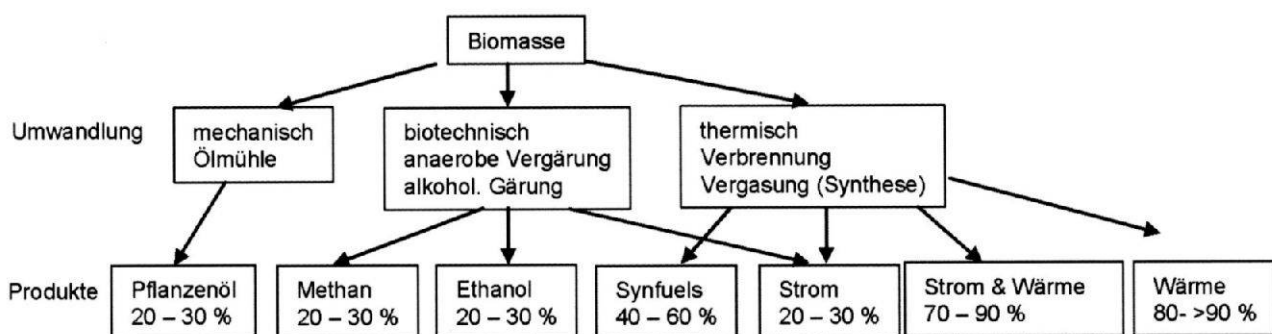 Biomasse
Umwandlung
mechanisch
Ölmühle
biotechnisch
anaerobe Vergärung
alkohol. Gärung
thermisch
Verbrennung
Vergasung (Synthese)
Produkte
Pflanzenöl
20 – 30 %
Methan
20 – 30 %
Ethanol
20 – 30 %
Synfuels
40 – 60 %
Strom
20 – 30 %
Strom & Wärme
70 – 90 %
Wärme
80- >90 %